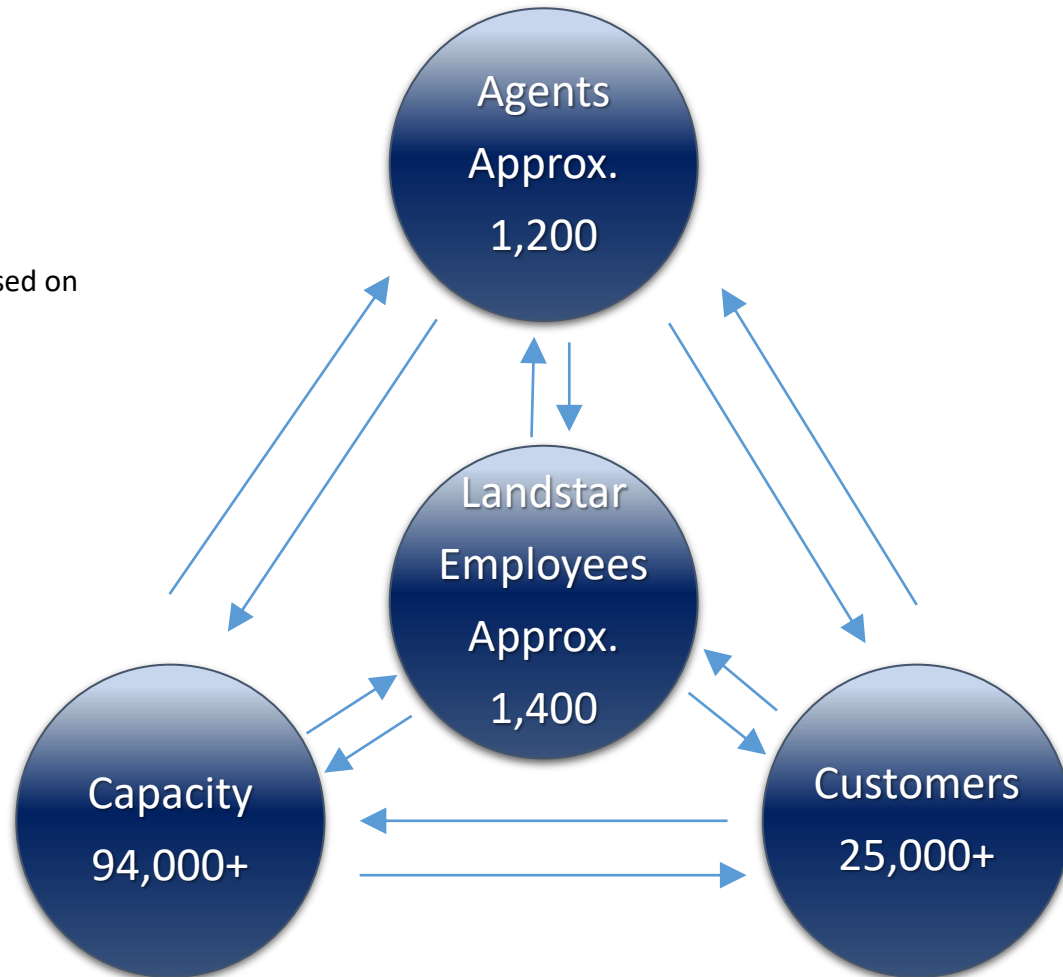 Agents
Approx.
1,200
sed on
Landstar
Employees
Approx.
1,400
Capacity
94,000+
Customers
25,000+